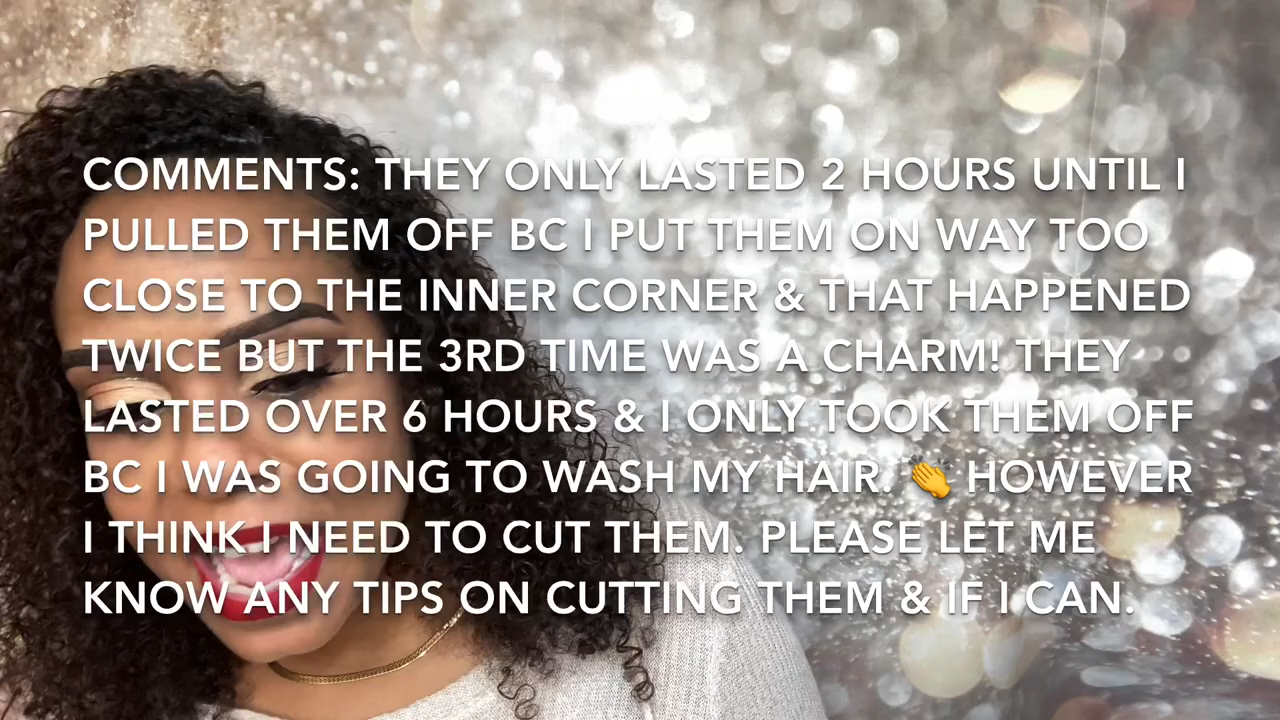 COMMENTS: THEY ONLY LASTED 2 HOURS UNTIL I
PULLED THEM OFF BC I PUT THEM ON WAY TOO
CLOSE TO THE INNER CORNER & THAT HAPPENED
TWICE BUT THE 3RD TIME WAS A CHARM! THEY
LASTED OVER 6 HOURS & I ONLY TOOK THEM OFF
BC I WAS GOING TO WASH MY HAIR. 👏 HOWEVER
I THINK I NEED TO CUT THEM. PLEASE LET ME
KNOW ANY TIPS ON CUTTING THEM & IF I CAN.